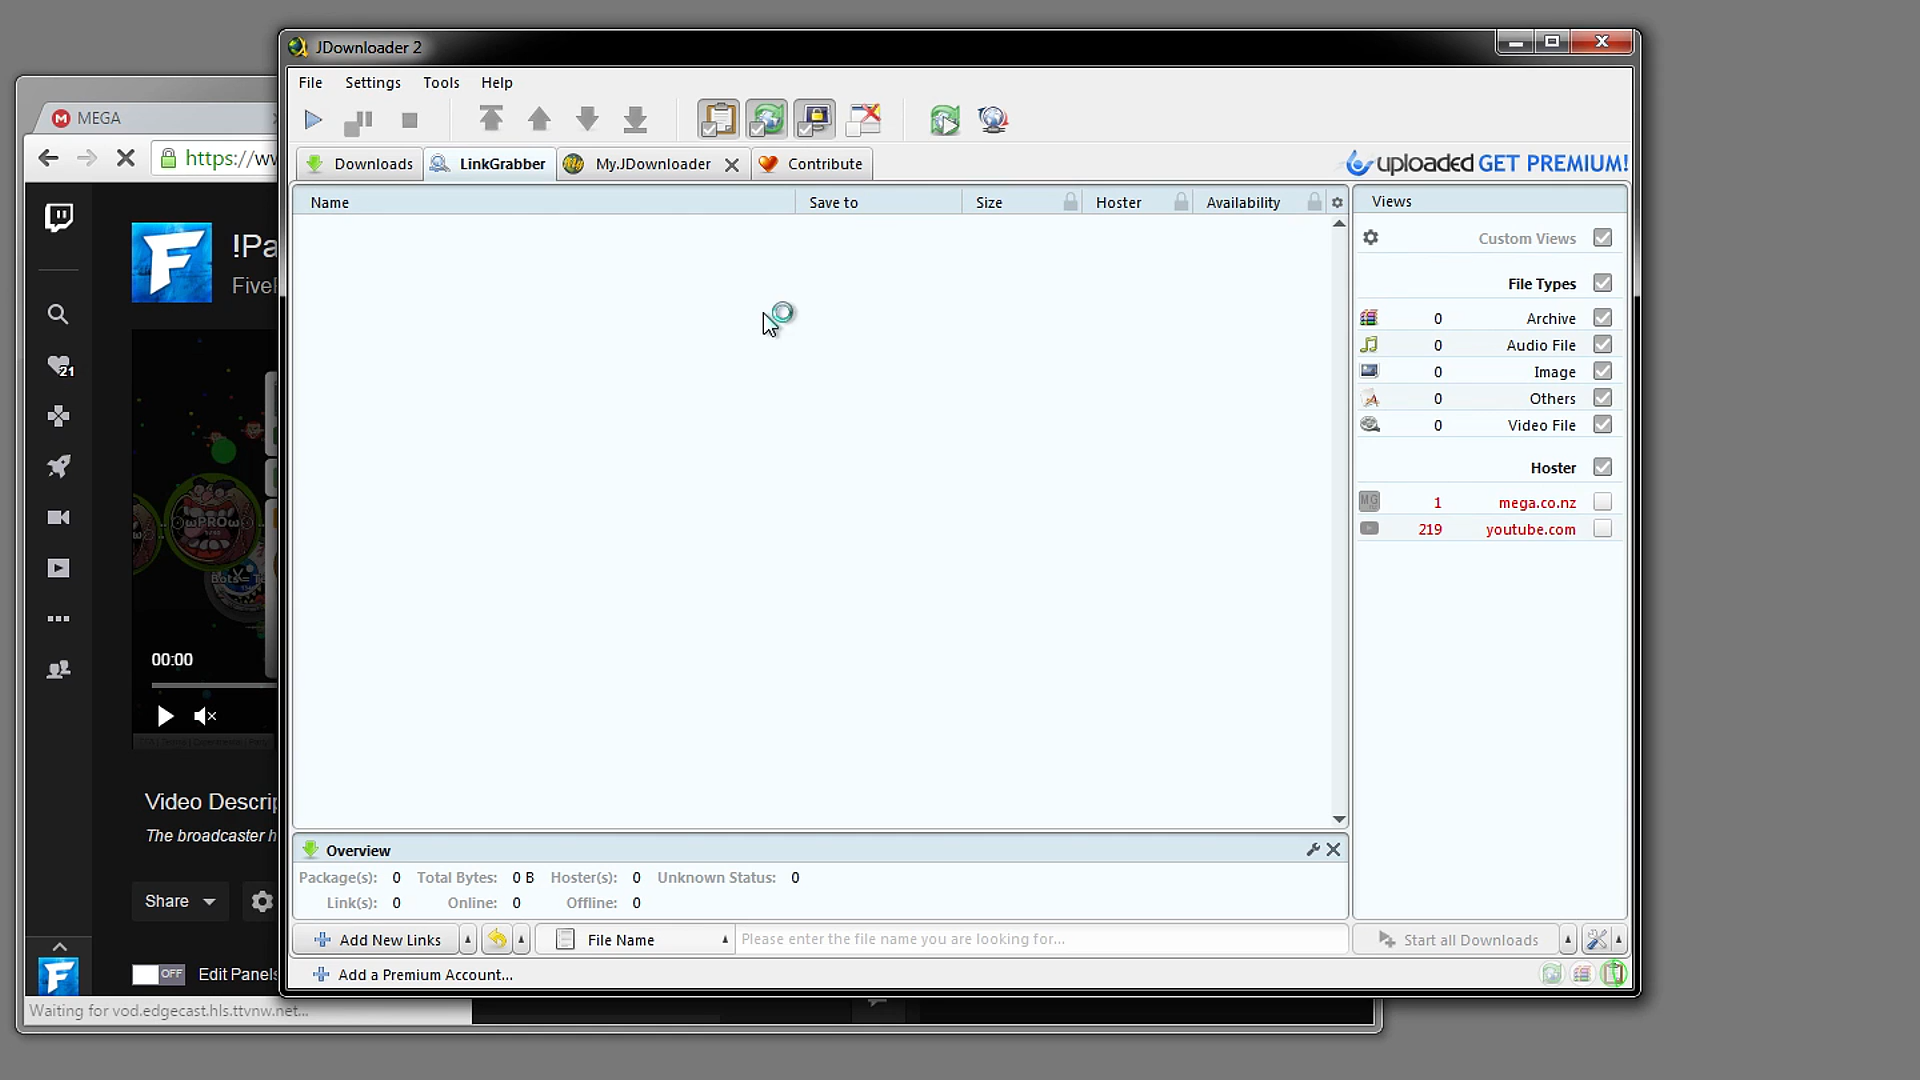 JDownloader 2
File Settings Tools Help
Downloads LinkGrabber My.JDownloader Contribute
uploaded GET PREMIUM!
Name Save to Size Hoster Availability
Views
Custom Views
File Types
0 Archive
0 Audio File
0 Image
0 Others
0 Video File
Hoster
1 mega.co.nz
219 youtube.com
Overview
Package(s): 0 Total Bytes: 0 B Hoster(s): 0 Unknown Status: 0
Link(s): 0 Online: 0 Offline: 0
Add New Links File Name Please enter the file name you are looking for... Start all Downloads
Add a Premium Account...
MEGA
https://ww
21
F
!Pa
FiveF
ωPROω
00:00
Video Descrip
The broadcaster h
Share
F
OFF Edit Panels
Waiting for vod.edgecast.hls.ttvnw.net...